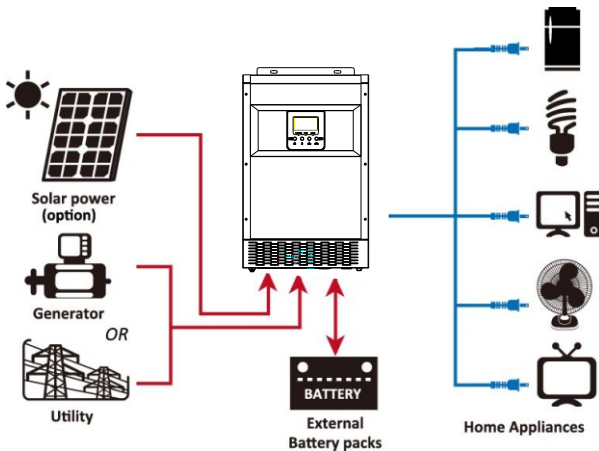 Solar power
(option)
Generator
OR
Utility
BATTERY
External
Battery packs
Home Appliances